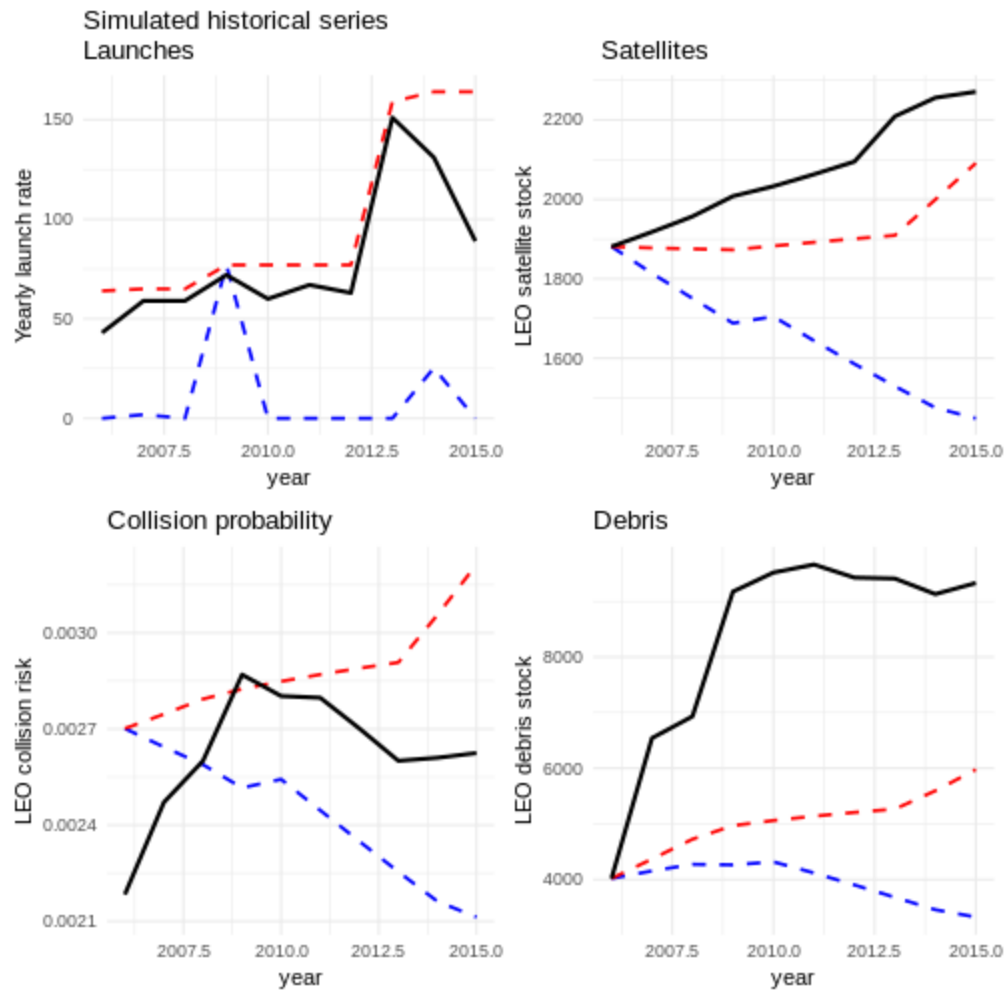 Simulated historical series
Launches
Yearly launch rate
150
100
50
0
2007.5
2010.0
2012.5
2015.0
year
Satellites
LEO satellite stock
2200
2000
1800
1600
2007.5
2010.0
2012.5
2015.0
year
Collision probability
LEO collision risk
0.0030
0.0027
0.0024
0.0021
2007.5
2010.0
2012.5
2015.0
year
Debris
LEO debris stock
8000
6000
4000
2007.5
2010.0
2012.5
2015.0
year